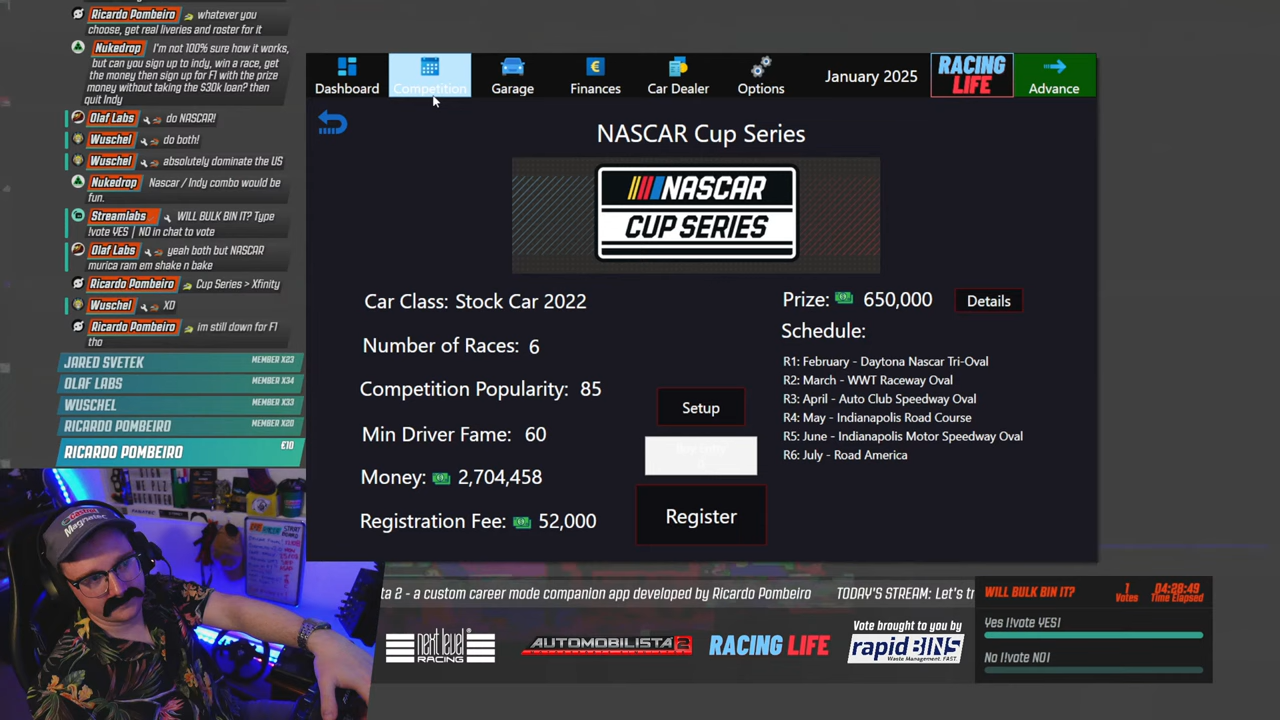 Ricardo Pombeiro whatever you
choose, get real liveries and roster for it
Nukedrop I'm not 100% sure how it works,
but can you sign up to indy, win a race, get
the money then sign up for F1 with the prize
money without taking the $30k loan? then
quit Indy
Olaf Labs do NASCAR!
Wuschel do both!
Wuschel absolutely dominate the US
Nukedrop Nascar / Indy combo would be
fun.
Streamlabs WILL BULK BIN IT? Type
!vote YES | NO in chat to vote
Olaf Labs yeah both but NASCAR
murica ram em shake n bake
Ricardo Pombeiro Cup Series > Xfinity
Wuschel XD
Ricardo Pombeiro im still down for F1
tho
JARED SVETEK MEMBER X23
OLAF LABS MEMBER X34
WUSCHEL MEMBER X33
RICARDO POMBEIRO MEMBER X20
RICARDO POMBEIRO €10
Dashboard
Competition
Garage
Finances
Car Dealer
Options
January 2025
RACING
LIFE
Advance
NASCAR Cup Series
NASCAR
CUP SERIES
Car Class: Stock Car 2022
Number of Races: 6
Competition Popularity: 85
Min Driver Fame: 60
Money: 2,704,458
Registration Fee: 52,000
Setup
Register
Prize: 650,000
Details
Schedule:
R1: February - Daytona Nascar Tri-Oval
R2: March - WWT Raceway Oval
R3: April - Auto Club Speedway Oval
R4: May - Indianapolis Road Course
R5: June - Indianapolis Motor Speedway Oval
R6: July - Road America
Magnatec
ta 2 - a custom career mode companion app developed by Ricardo Pombeiro TODAY'S STREAM: Let's tr
next level
RACING
AUTOMOBILISTA 2
RACING LIFE
Vote brought to you by
rapid BINS
Waste Management. FAST.
WILL BULK BIN IT?
1
Votes
04:28:49
Time Elapsed
Yes !!vote YES!
No !!vote NO!